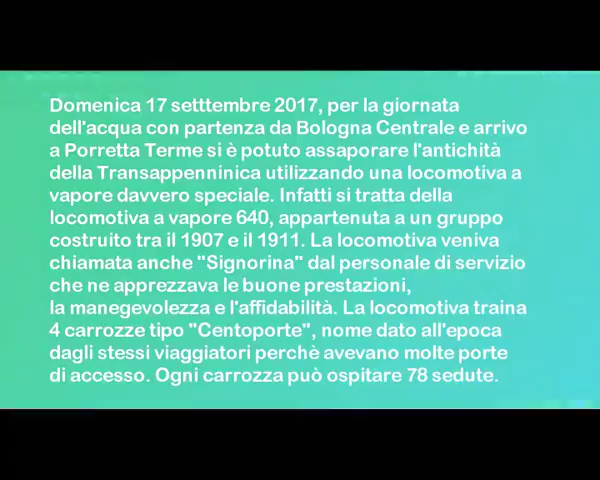 Domenica 17 setttembre 2017, per la giornata
dell'acqua con partenza da Bologna Centrale e arrivo
a Porretta Terme si è potuto assaporare l'antichità
della Transappenninica utilizzando una locomotiva a
vapore davvero speciale. Infatti si tratta della
locomotiva a vapore 640, appartenuta a un gruppo
costruito tra il 1907 e il 1911. La locomotiva veniva
chiamata anche "Signorina" dal personale di servizio
che ne apprezzava le buone prestazioni,
la manegevolezza e l'affidabilità. La locomotiva traina
4 carrozze tipo "Centoporte", nome dato all'epoca
dagli stessi viaggiatori perchè avevano molte porte
di accesso. Ogni carrozza può ospitare 78 sedute.